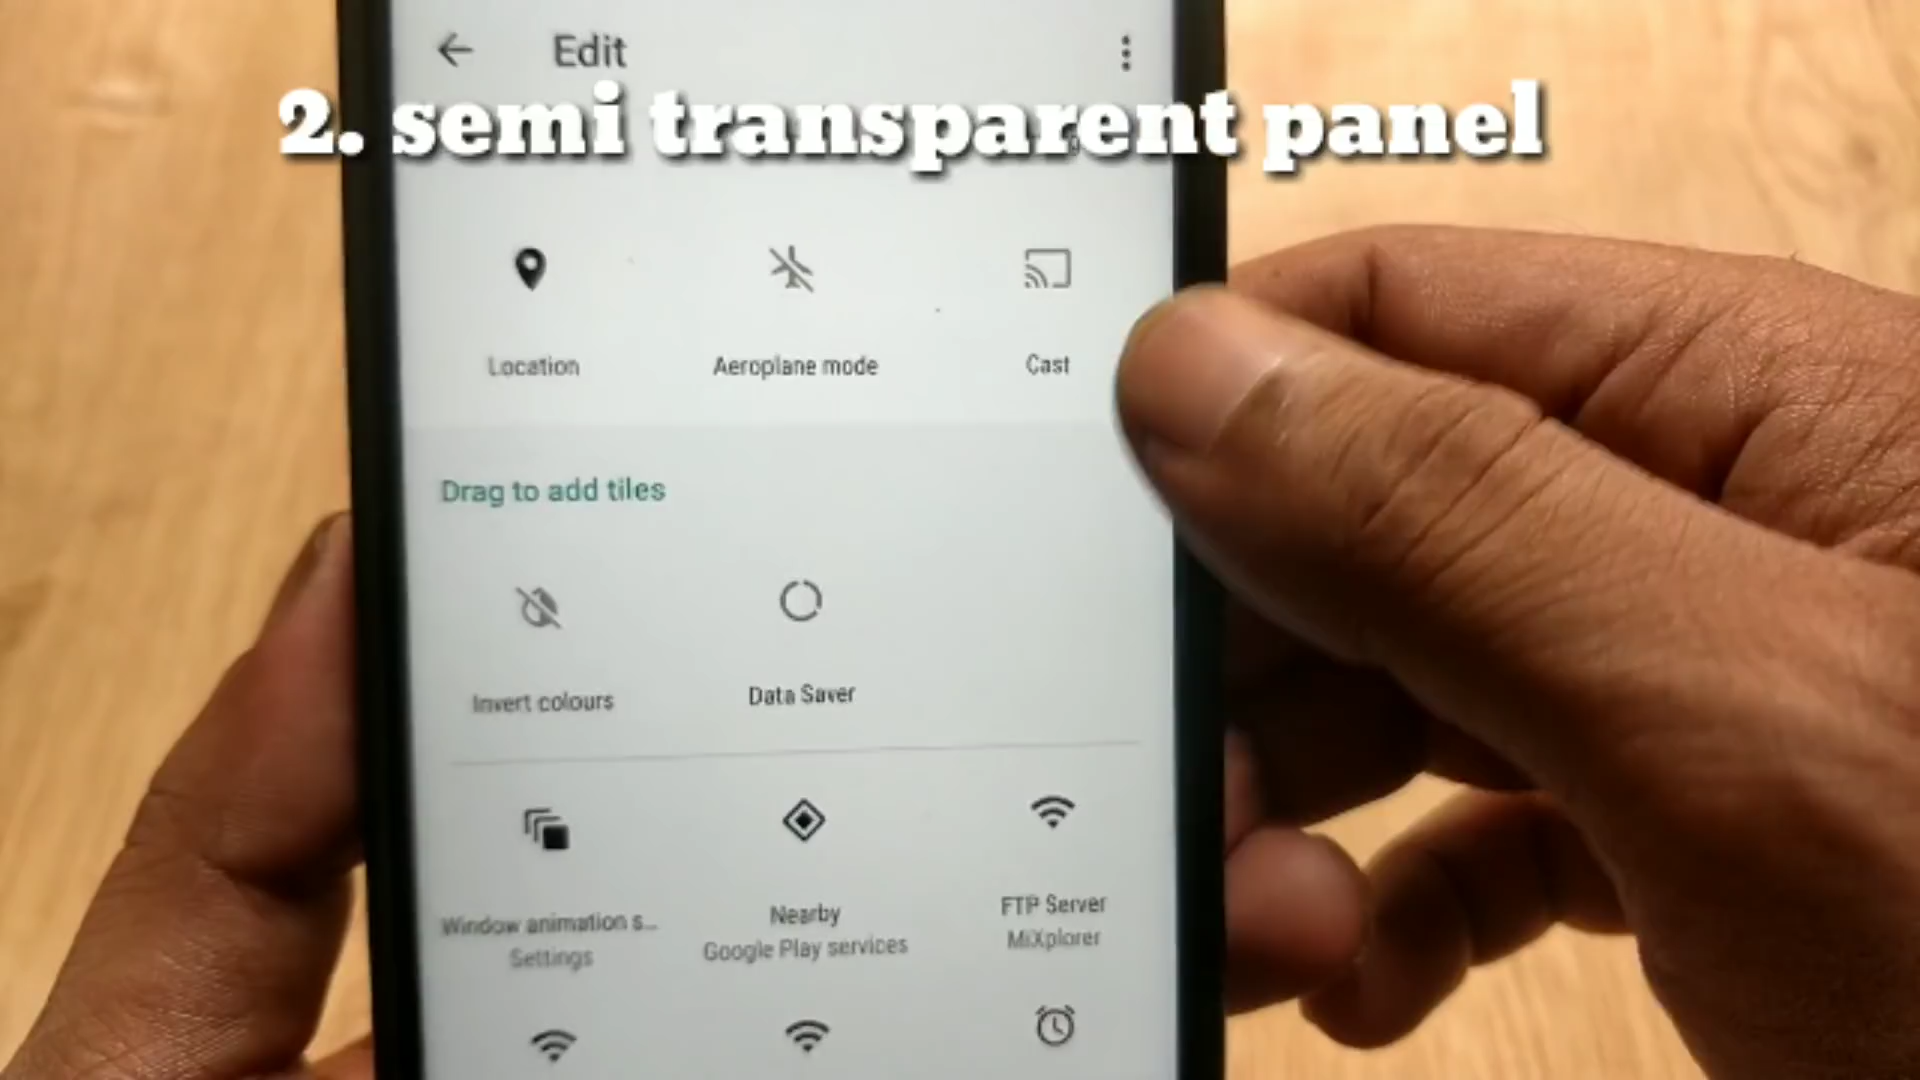 Edit
2. semi transparent panel
Location
Aeroplane mode
Cast
Drag to add tiles
Invert colours
Data Saver
Window animation s...
Settings
Nearby
Google Play services
FTP Server
MiXplorer